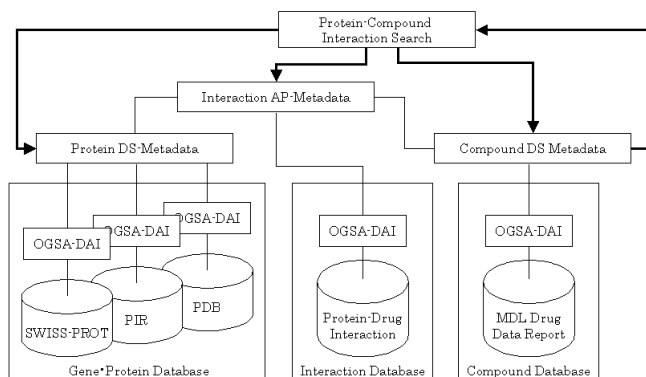 Protein-Compound
Interaction Search
Interaction AP-Metadata
Protein DS-Metadata
Compound DS Metadata
OGSA-DAI
OGSA-DAI
OGSA-DAI
OGSA-DAI
OGSA-DAI
SWISS-PROT
PIR
PDB
Protein-Drug
Interaction
MDL Drug
Data Report
Gene•Protein Database
Interaction Database
Compound Database